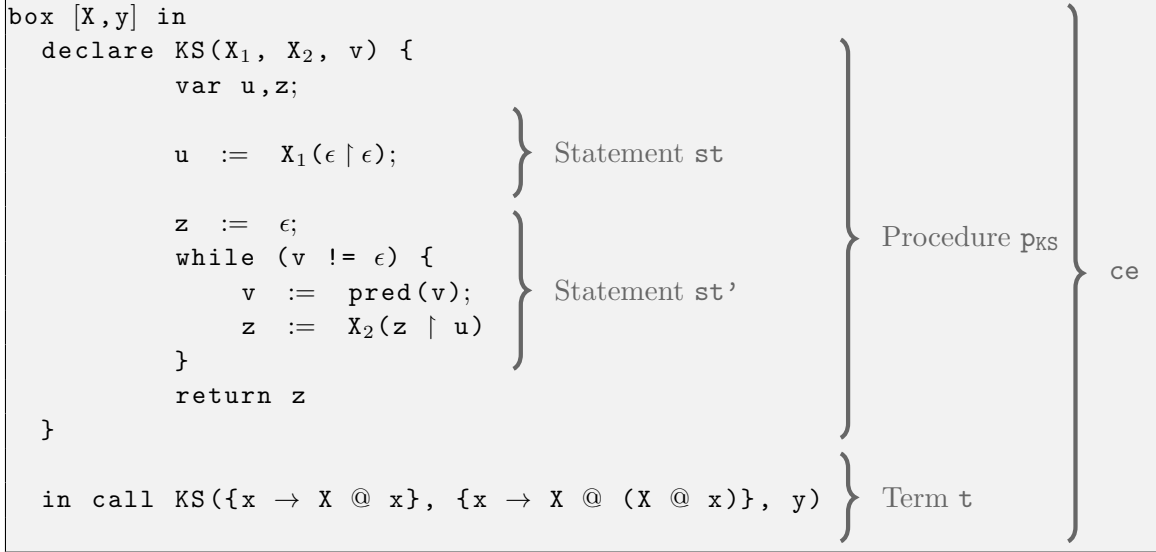 box [X,y] in
declare KS(X₁, X₂, v) {
var u,z;
u := X₁(ϵ ↾ ϵ);
Statement st
z := ϵ;
while (v != ϵ) {
v := pred(v);
z := X₂(z ↾ u)
}
Statement st'
return z
}
Procedure p_KS
in call KS({x → X @ x}, {x → X @ (X @ x)}, y)
Term t
ce